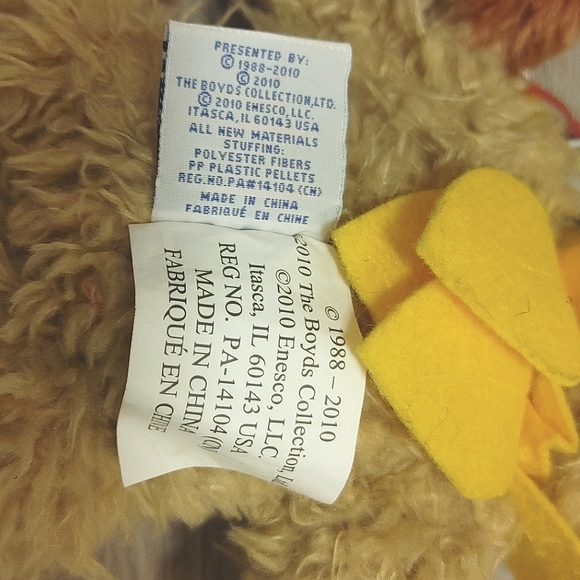 PRESENTED BY:
© 1988-2010
© 2010
THE BOYDS COLLECTION,LTD.
© 2010 ENESCO,LLC.
ITASCA,IL 60143 USA
ALL NEW MATERIALS
STUFFING:
POLYESTER FIBERS
PP PLASTIC PELLETS
REG.NO.PA#14104(CN)
MADE IN CHINA
FABRIQUÉ EN CHINE
© 1988 – 2010
2010 The Boyds Collection,
©2010 Enesco, LLC,
Itasca, IL 60143 USA
REG NO. PA-14104
MADE IN CHINA
FABRIQUÉ EN CHINE